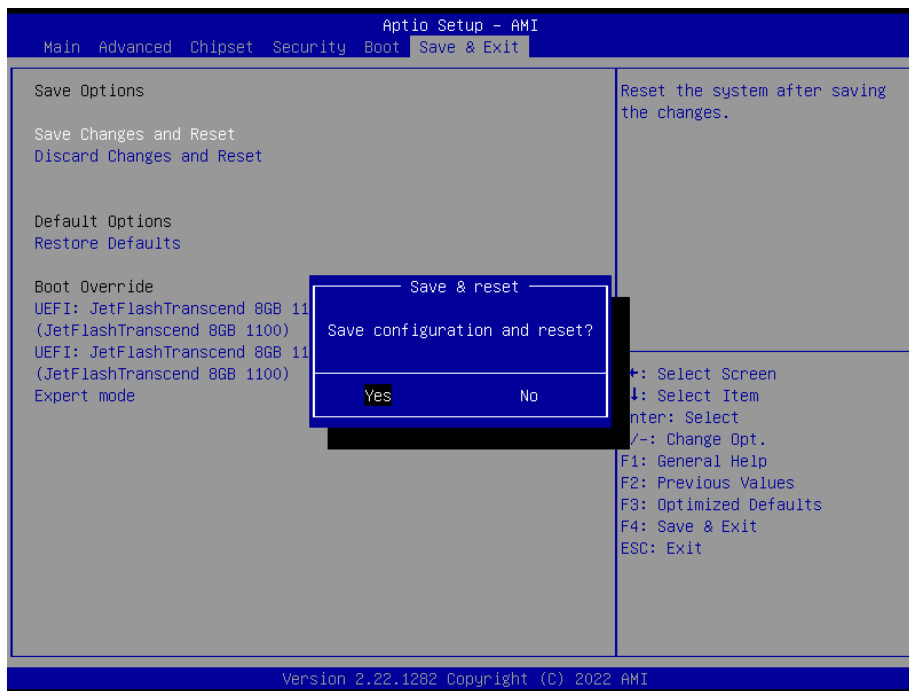 Aptio Setup – AMI
Main Advanced Chipset Security Boot Save & Exit
Save Options
Save Changes and Reset
Discard Changes and Reset
Default Options
Restore Defaults
Boot Override
UEFI: JetFlashTranscend 8GB 11
(JetFlashTranscend 8GB 1100)
UEFI: JetFlashTranscend 8GB 11
(JetFlashTranscend 8GB 1100)
Expert mode
Save & reset
Save configuration and reset?
Yes No
Reset the system after saving
the changes.
←: Select Screen
↓: Select Item
nter: Select
/-: Change Opt.
F1: General Help
F2: Previous Values
F3: Optimized Defaults
F4: Save & Exit
ESC: Exit
Version 2.22.1282 Copyright (C) 2022 AMI